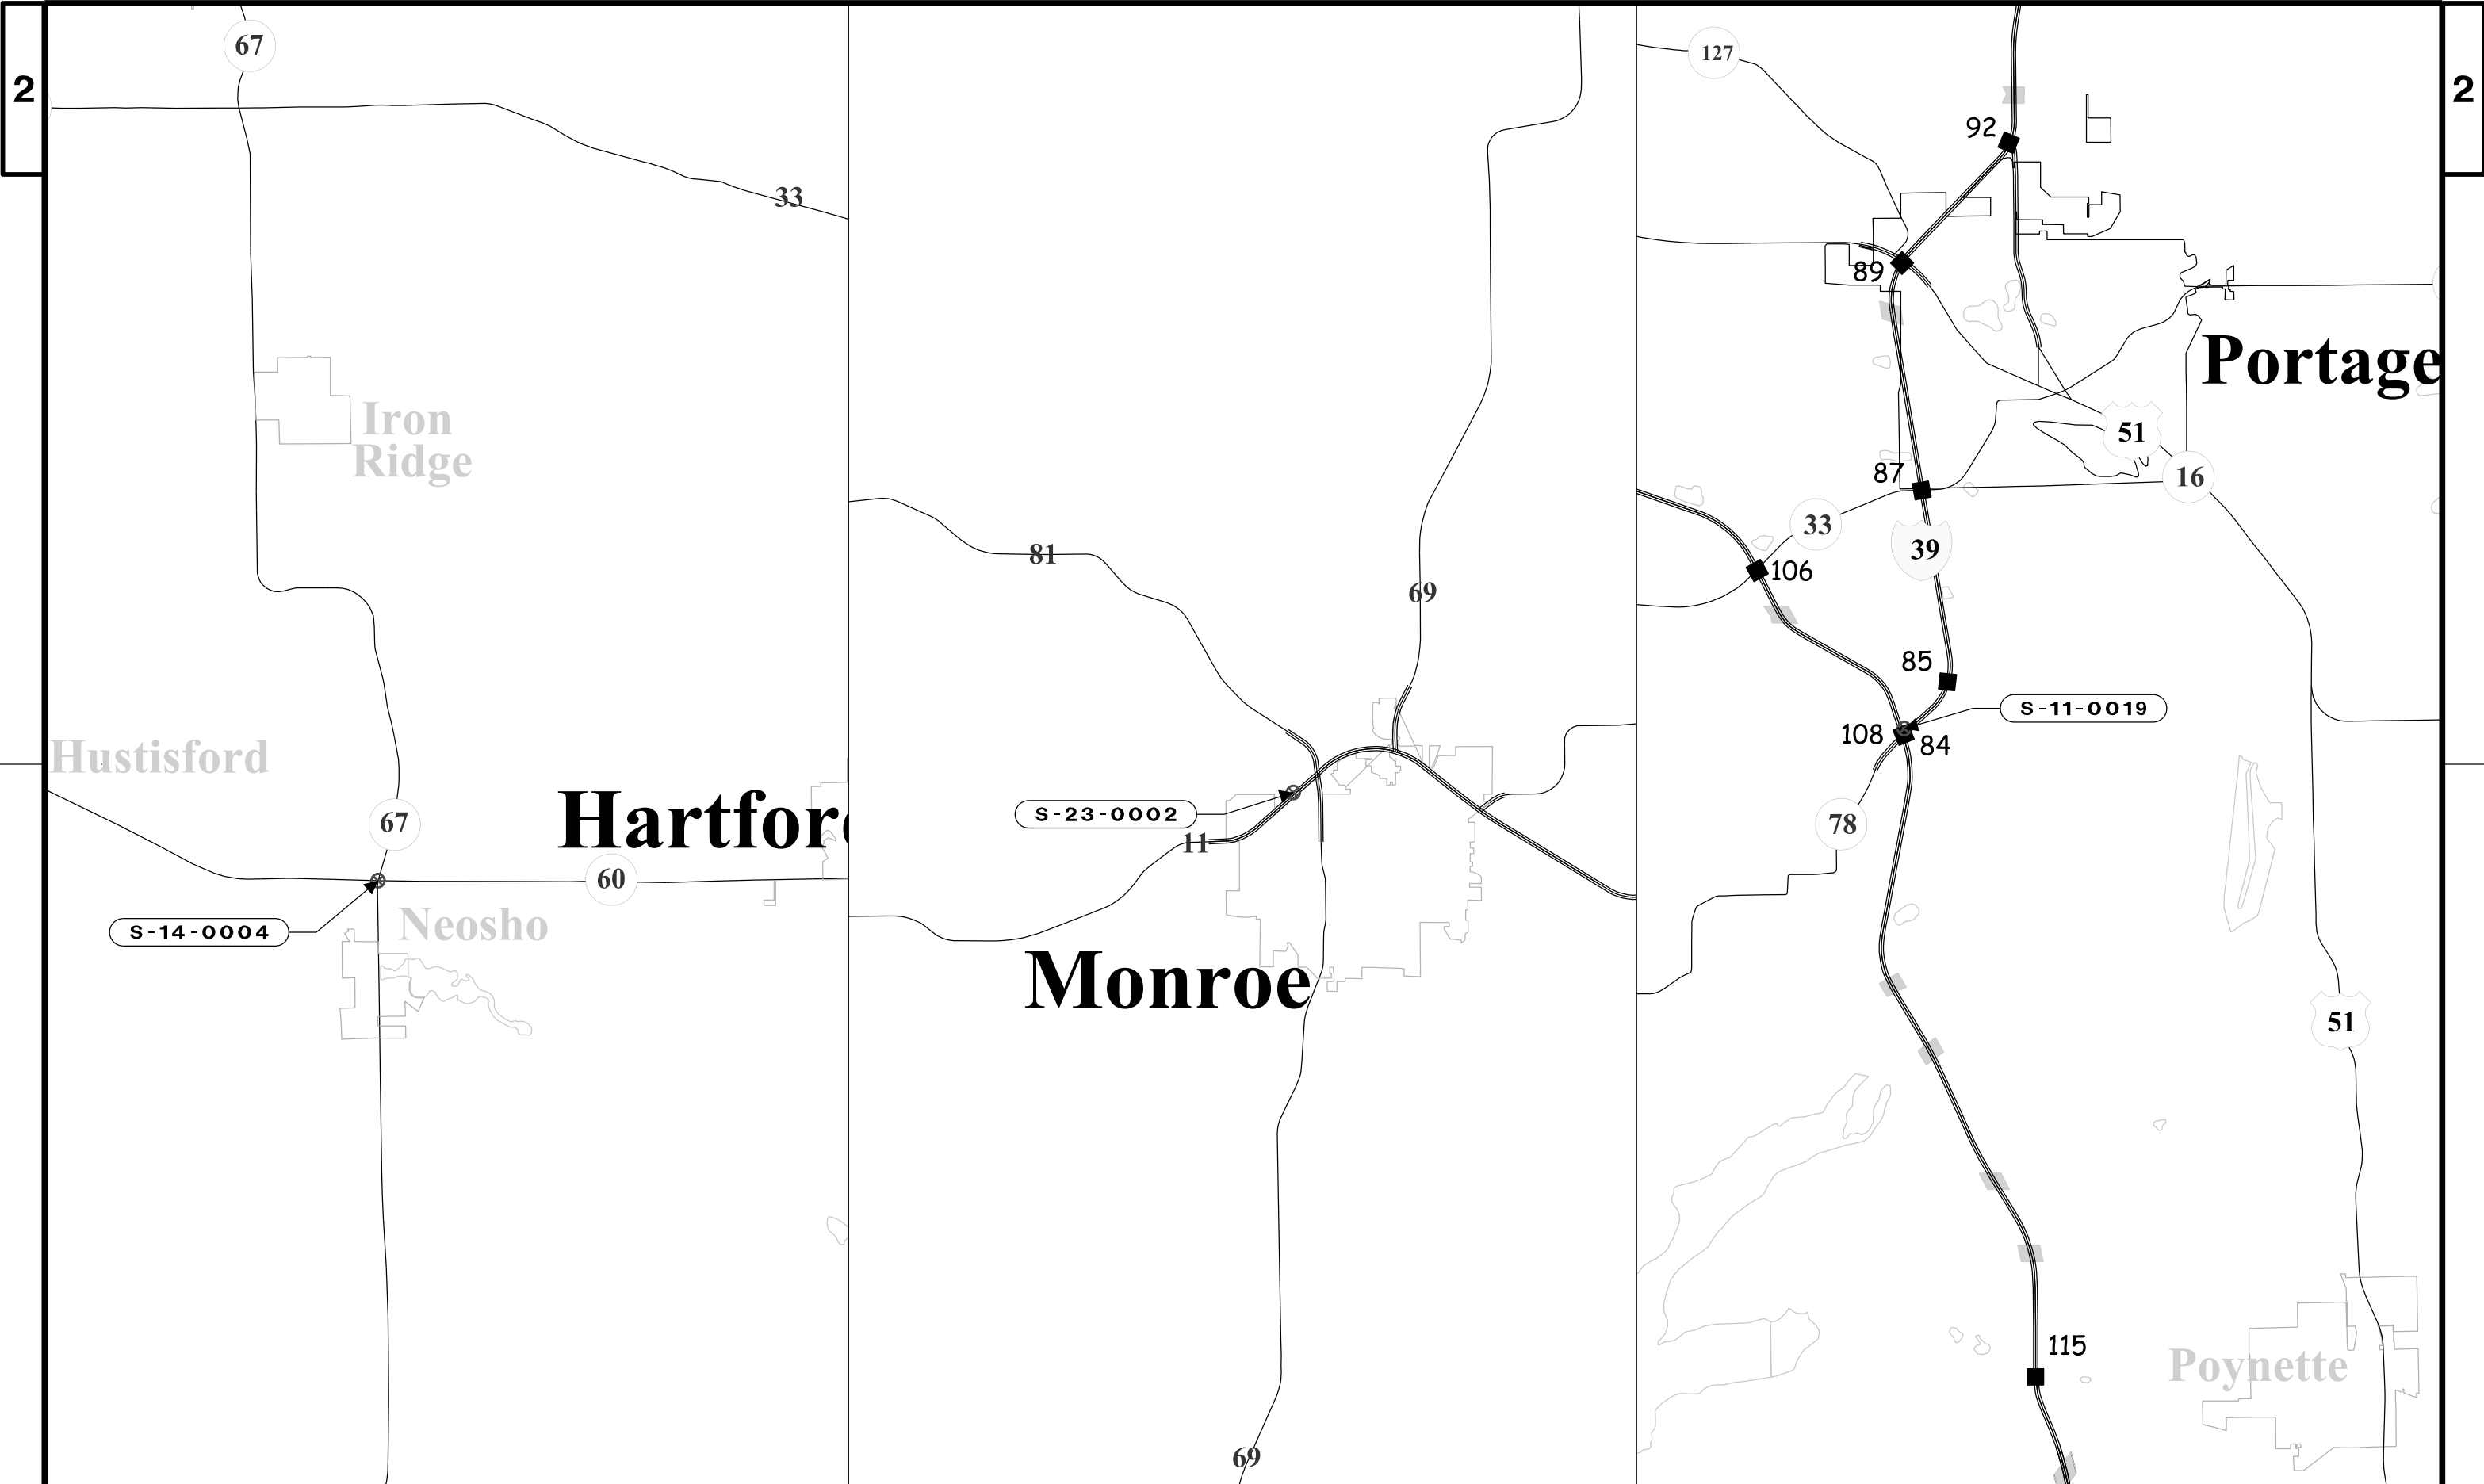 2
67
33
Iron
Ridge
Hustisford
Hartfor
67
60
S-14-0004
Neosho
81
69
S-23-0002
11
Monroe
69
127
92
89
Portage
51
87
16
33
39
106
85
S-11-0019
108
84
78
51
115
Poynette
2